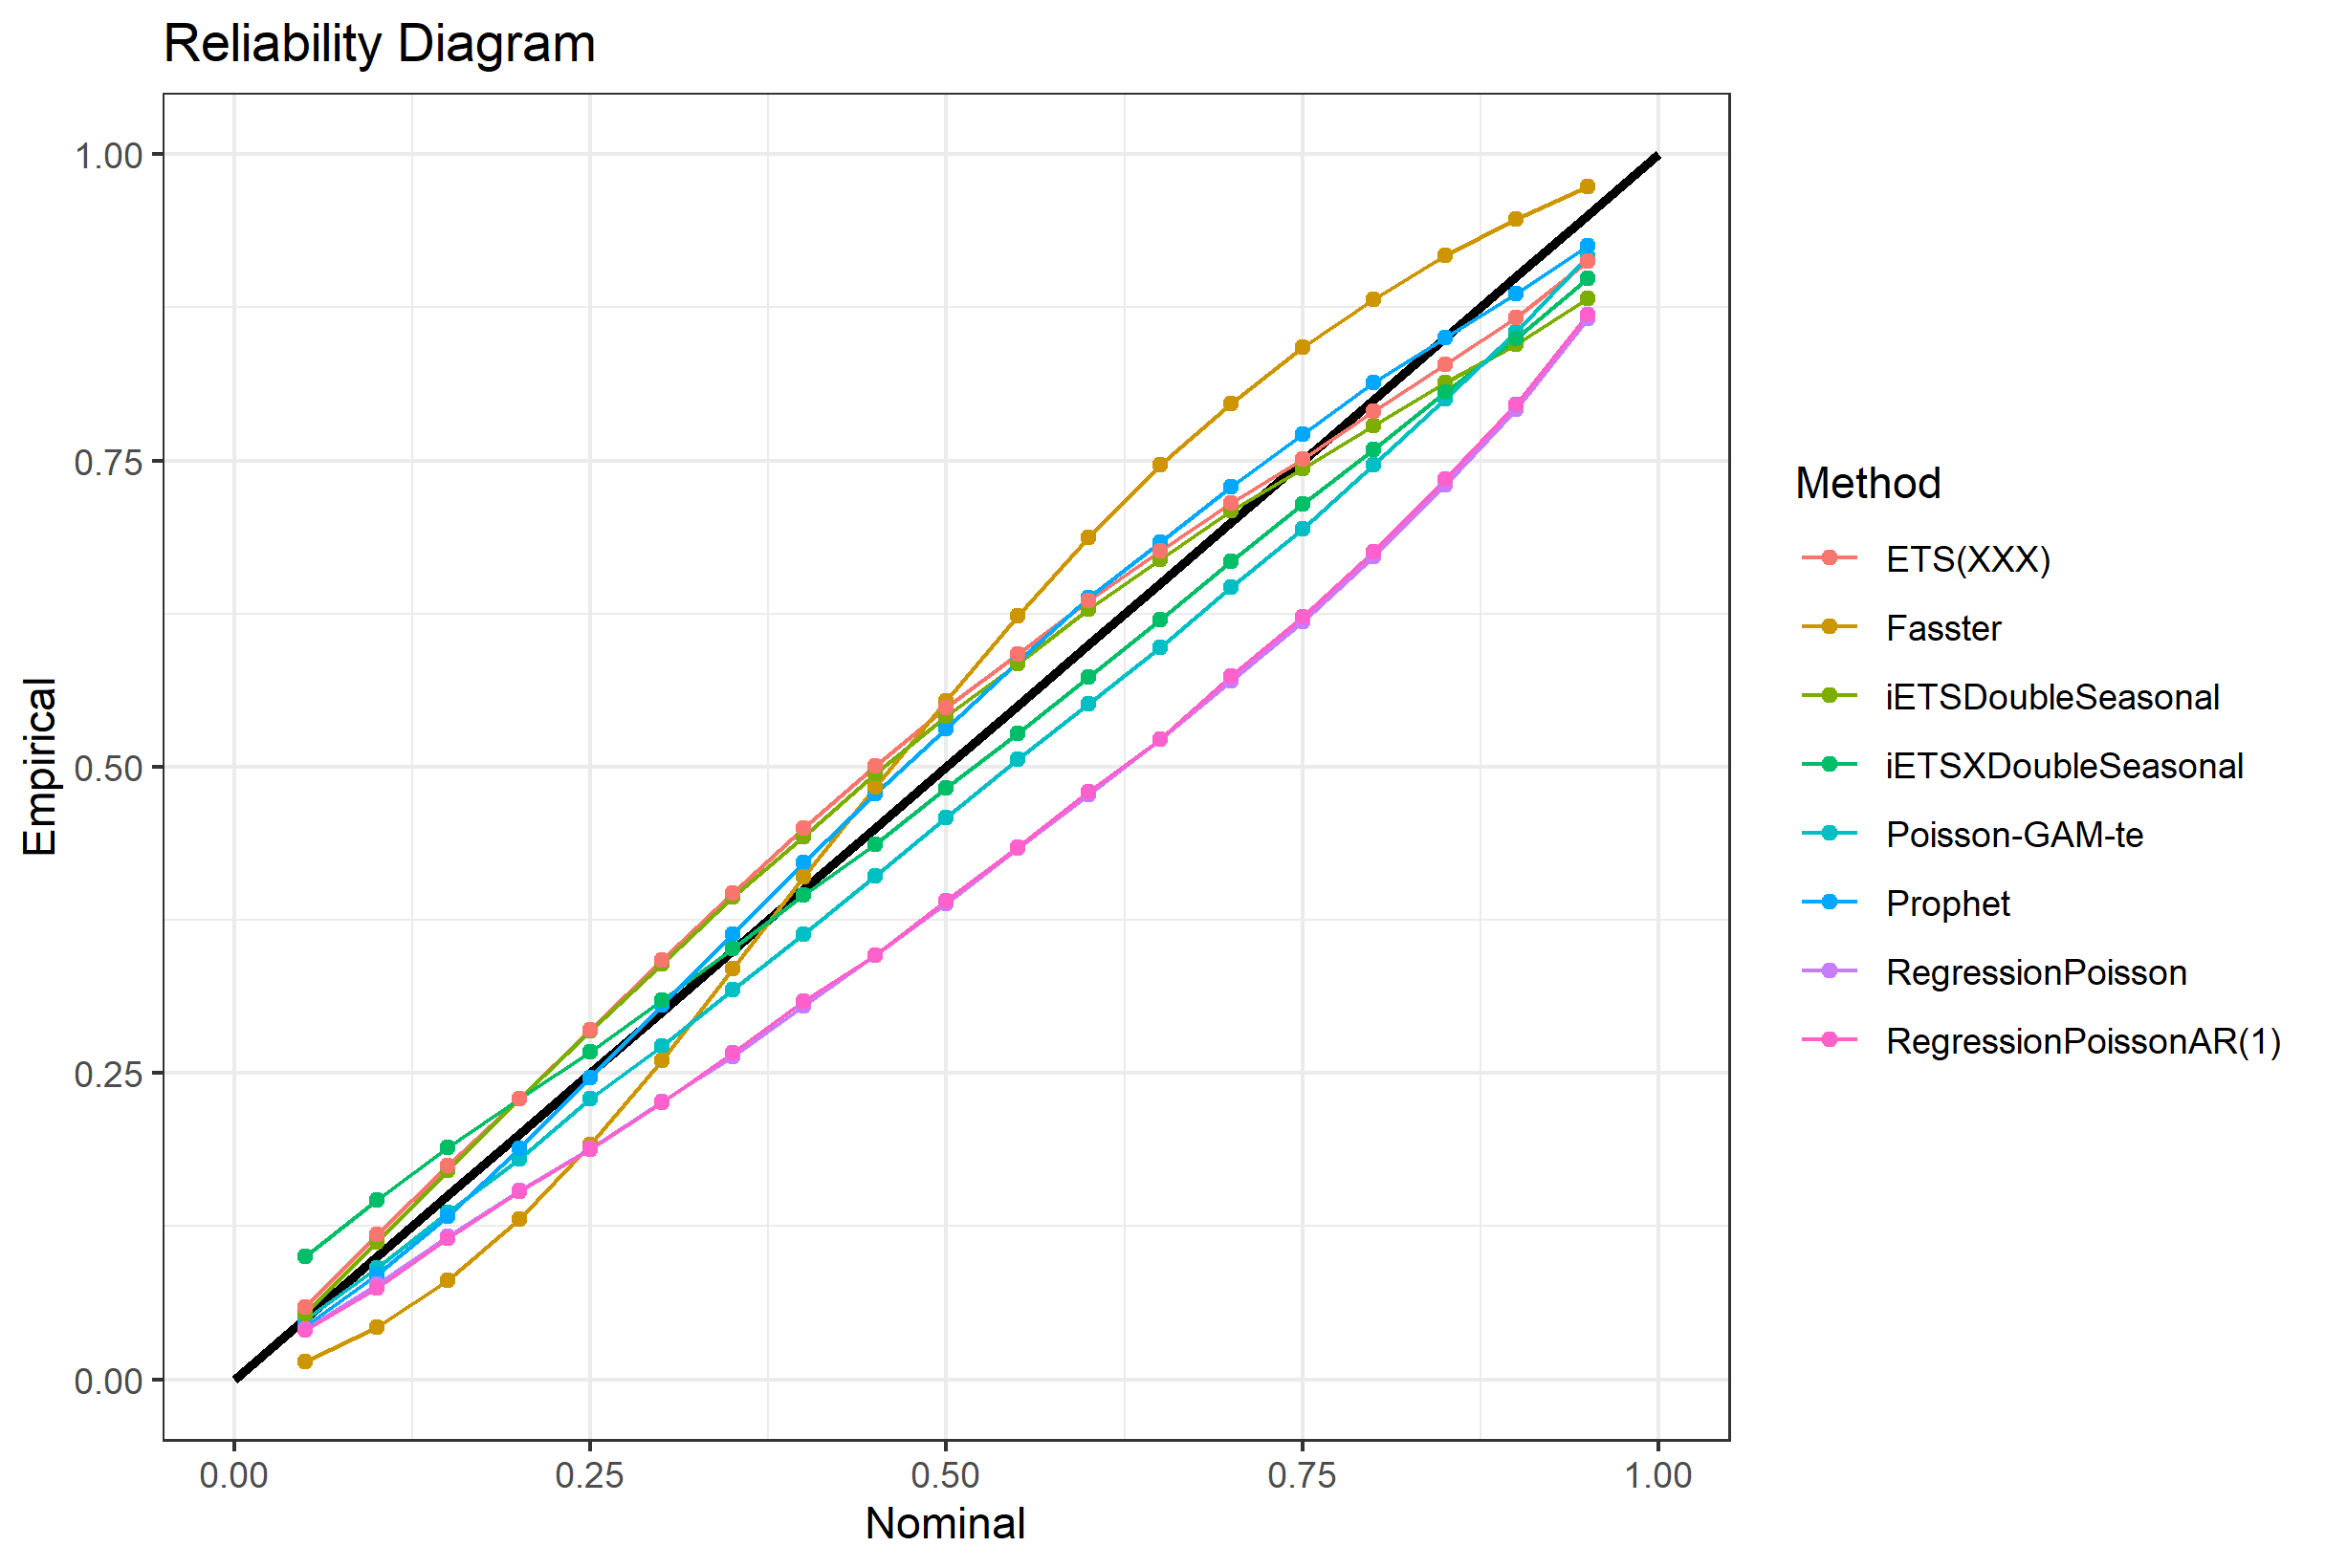 Reliability Diagram
1.00
0.75
0.50
0.25
0.00
Empirical
0.00 0.25 0.50 0.75 1.00
Nominal
Method
ETS(XXX)
Fasster
iETSDoubleSeasonal
iETSXDoubleSeasonal
Poisson-GAM-te
Prophet
RegressionPoisson
RegressionPoissonAR(1)